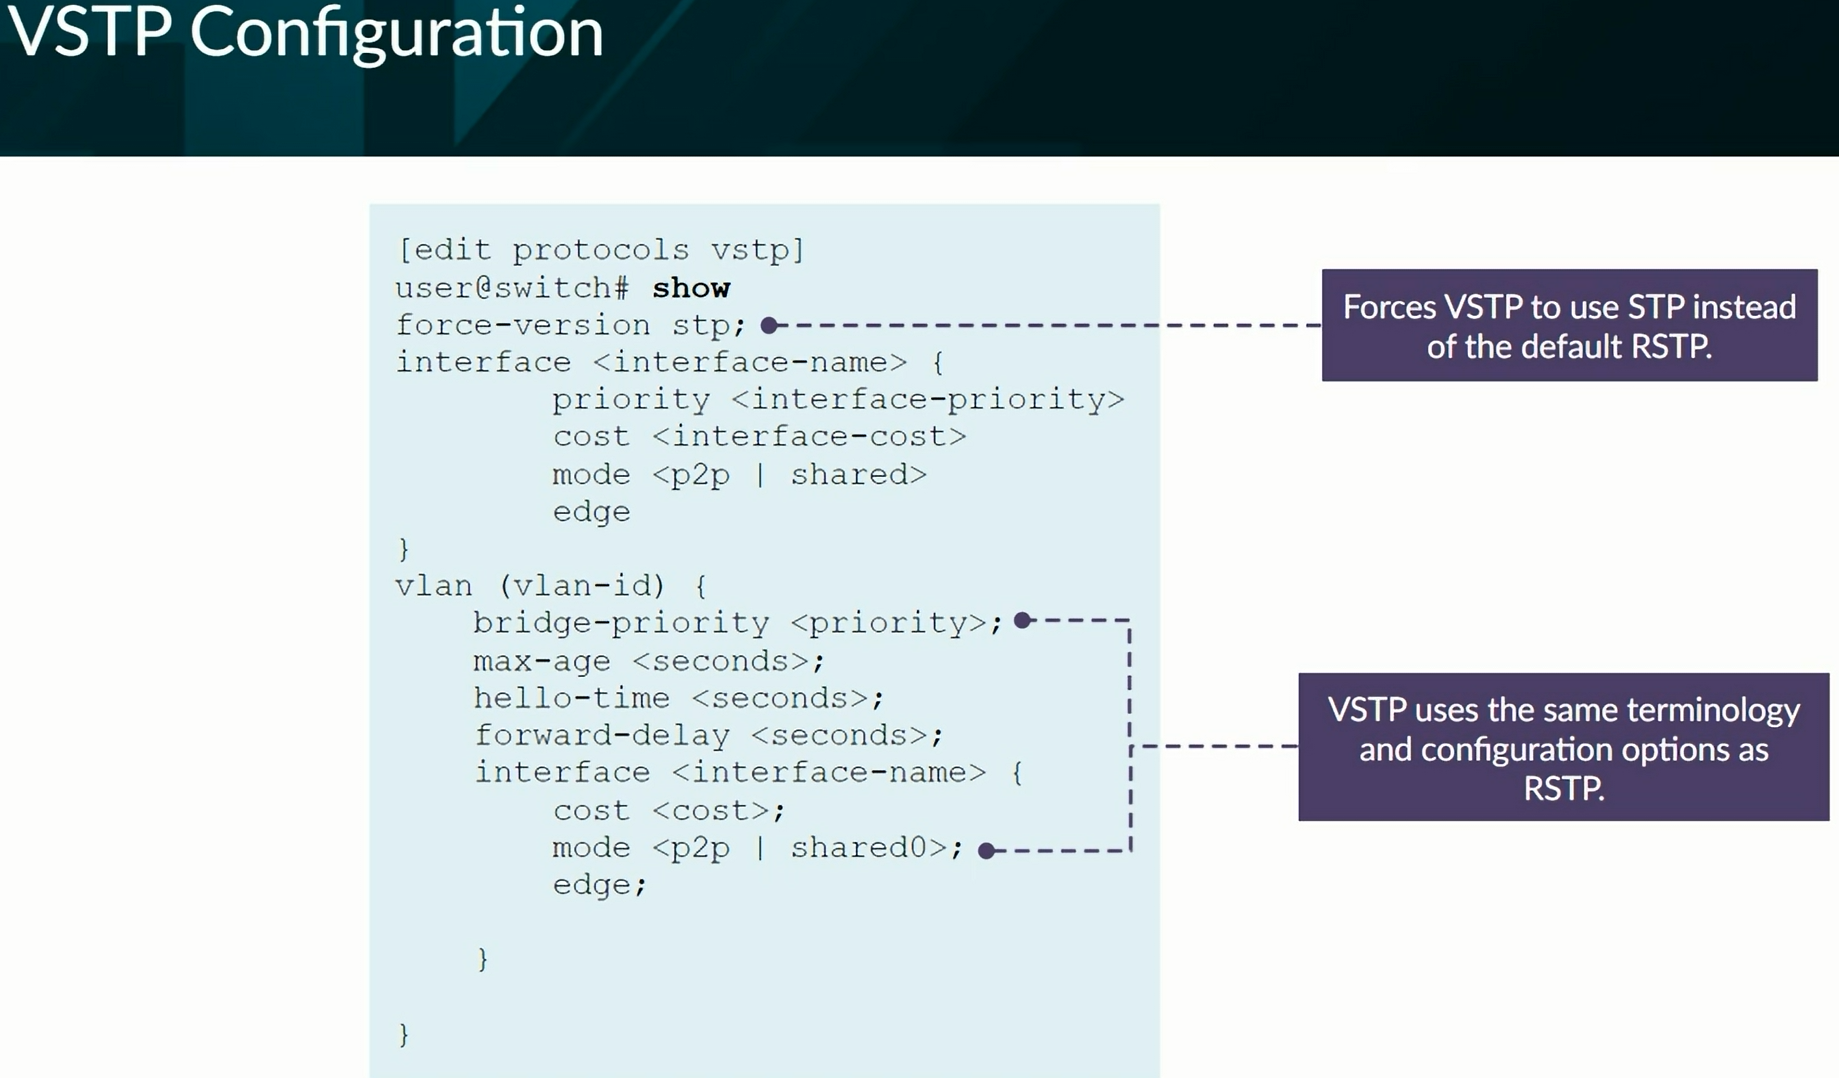 VSTP Configuration
[edit protocols vstp]
user@switch# show
force-version stp;
interface <interface-name> {
priority <interface-priority>
cost <interface-cost>
mode <p2p | shared>
edge
}
vlan (vlan-id) {
bridge-priority <priority>;
max-age <seconds>;
hello-time <seconds>;
forward-delay <seconds>;
interface <interface-name> {
cost <cost>;
mode <p2p | shared0>;
edge;
}
}
Forces VSTP to use STP instead
of the default RSTP.
VSTP uses the same terminology
and configuration options as
RSTP.